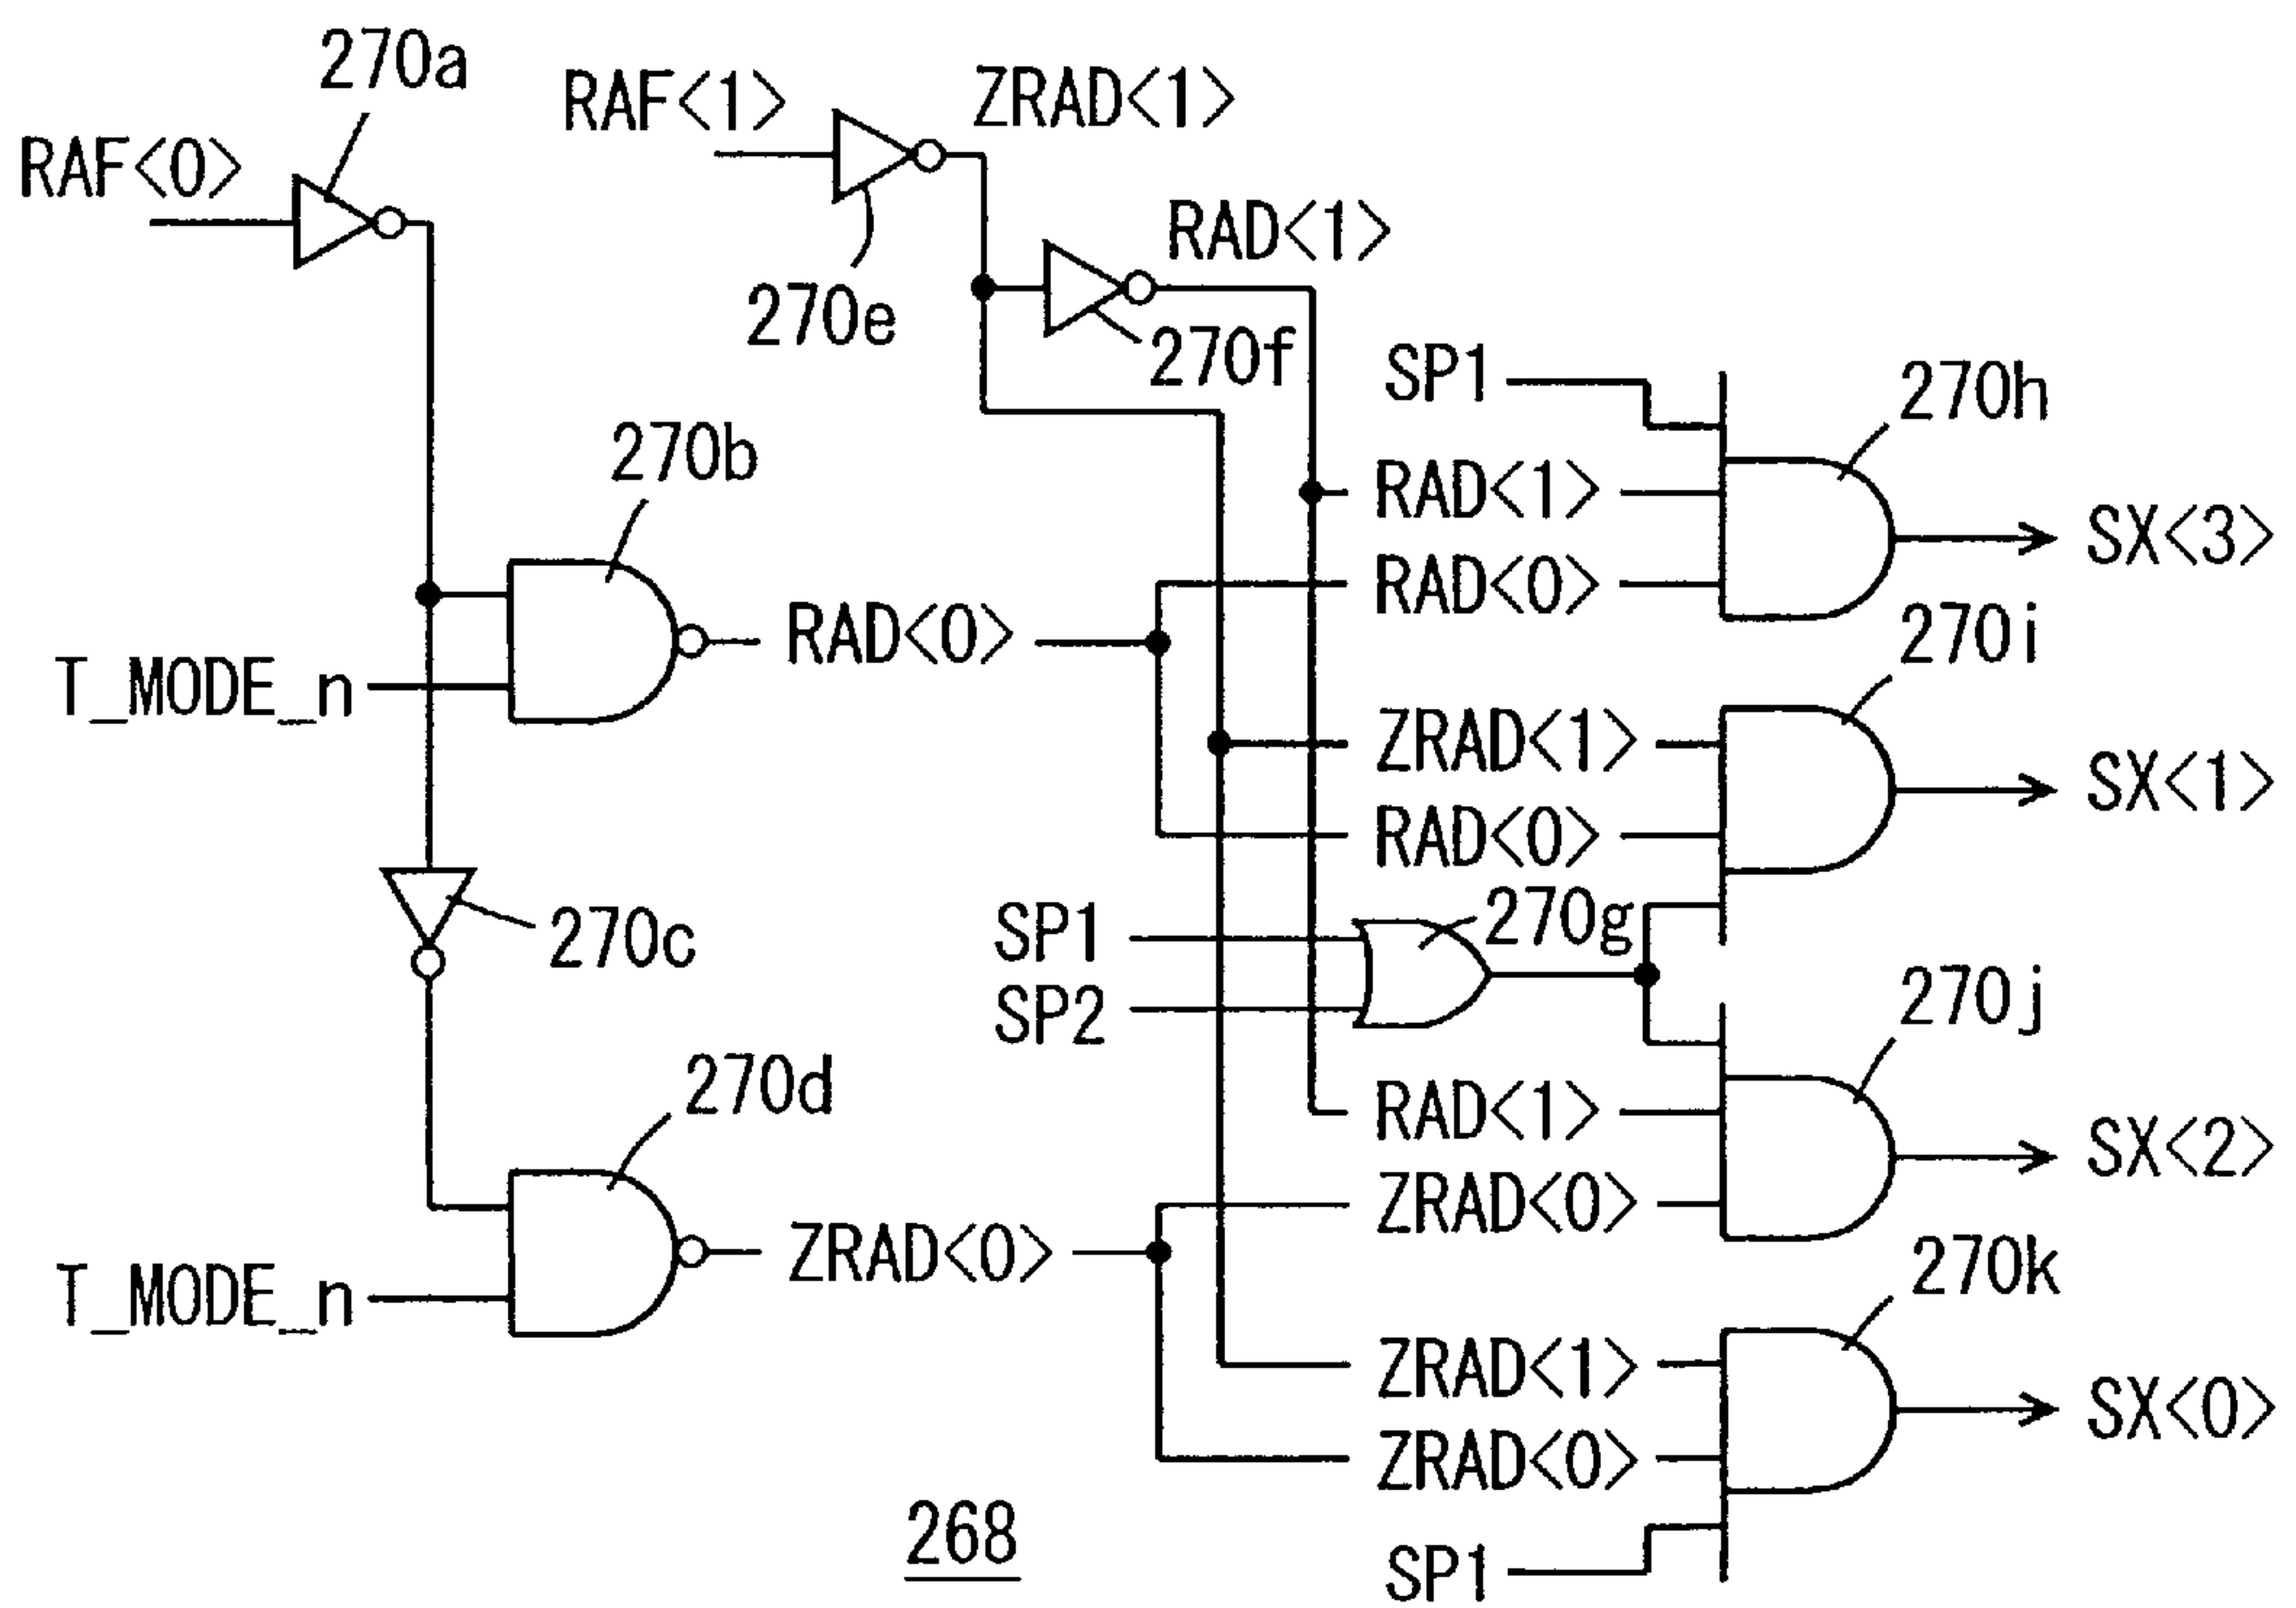 270a
RAF<0>
RAF<1>
ZRAD<1>
270e
RAD<1>
270f
270b
T_MODE_n
RAD<0>
270c
270d
T_MODE_n
ZRAD<0>
SP1
270h
RAD<1>
RAD<0>
SX<3>
270i
ZRAD<1>
RAD<0>
SX<1>
SP1
SP2
270g
270j
RAD<1>
ZRAD<0>
SX<2>
270k
ZRAD<1>
ZRAD<0>
SX<0>
SP1
268